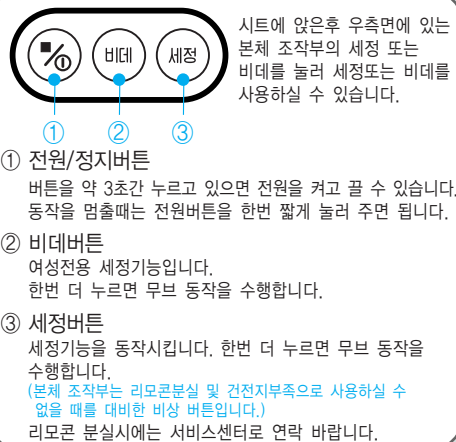 비데
세정
시트에 앉은후 우측면에 있는
본체 조작부의 세정 또는
비데를 눌러 세정또는 비데를
사용하실 수 있습니다.
① ② ③
① 전원/정지버튼
버튼을 약 3초간 누르고 있으면 전원을 켜고 끌 수 있습니다.
동작을 멈출때는 전원버튼을 한번 짧게 눌러 주면 됩니다.
② 비데버튼
여성전용 세정기능입니다.
한번 더 누르면 무브 동작을 수행합니다.
③ 세정버튼
세정기능을 동작시킵니다. 한번 더 누르면 무브 동작을
수행합니다.
(본체 조작부는 리모콘분실 및 건전지부족으로 사용하실 수
없을 때를 대비한 비상 버튼입니다.)
리모콘 분실시에는 서비스센터로 연락 바랍니다.